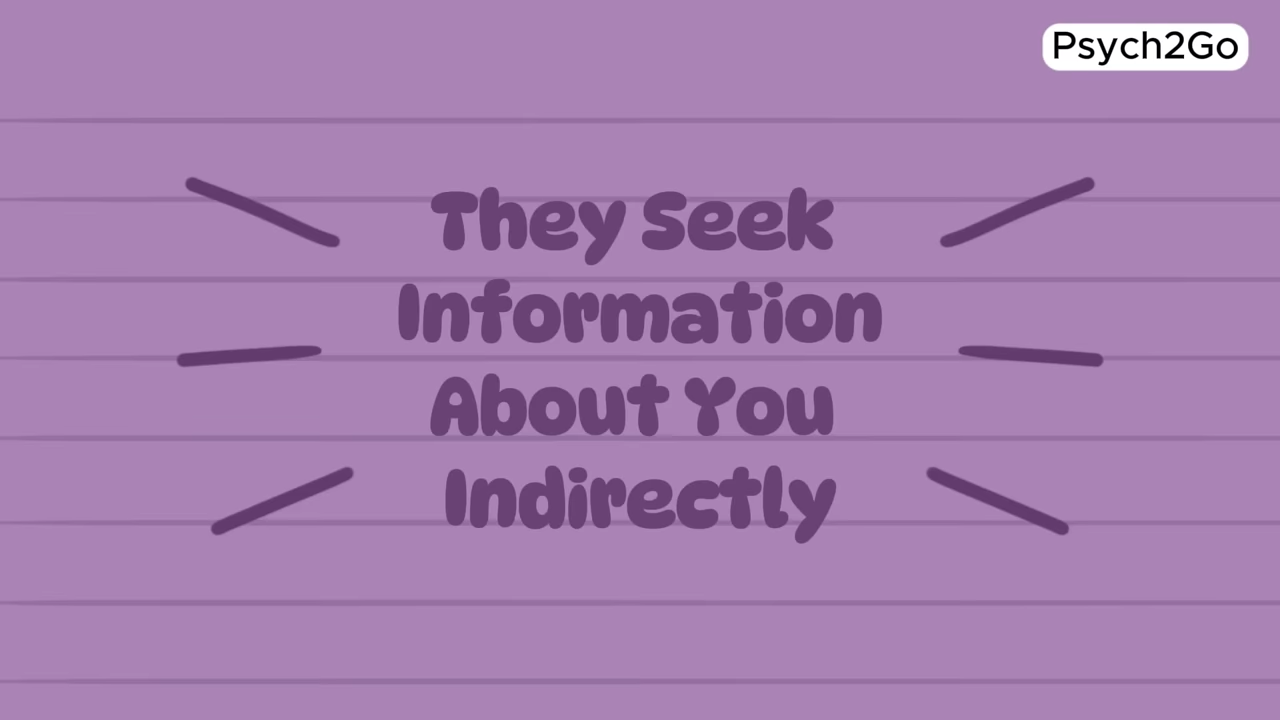 Psych2Go
They Seek
Information
About You
Indirectly